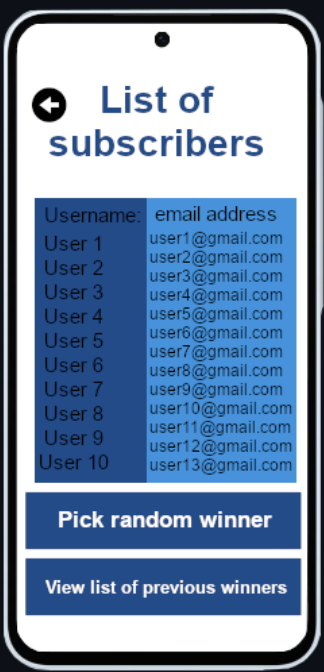 List of
subscribers
Username: email address
User 1
User 2
User 3
User 4
User 5
User 6
User 7
User 8
User 9
User 10
user1@gmail.com
user2@gmail.com
user3@gmail.com
user4@gmail.com
user5@gmail.com
user6@gmail.com
user7@gmail.com
user8@gmail.com
user9@gmail.com
user10@gmail.com
user11@gmail.com
user12@gmail.com
user13@gmail.com
Pick random winner
View list of previous winners